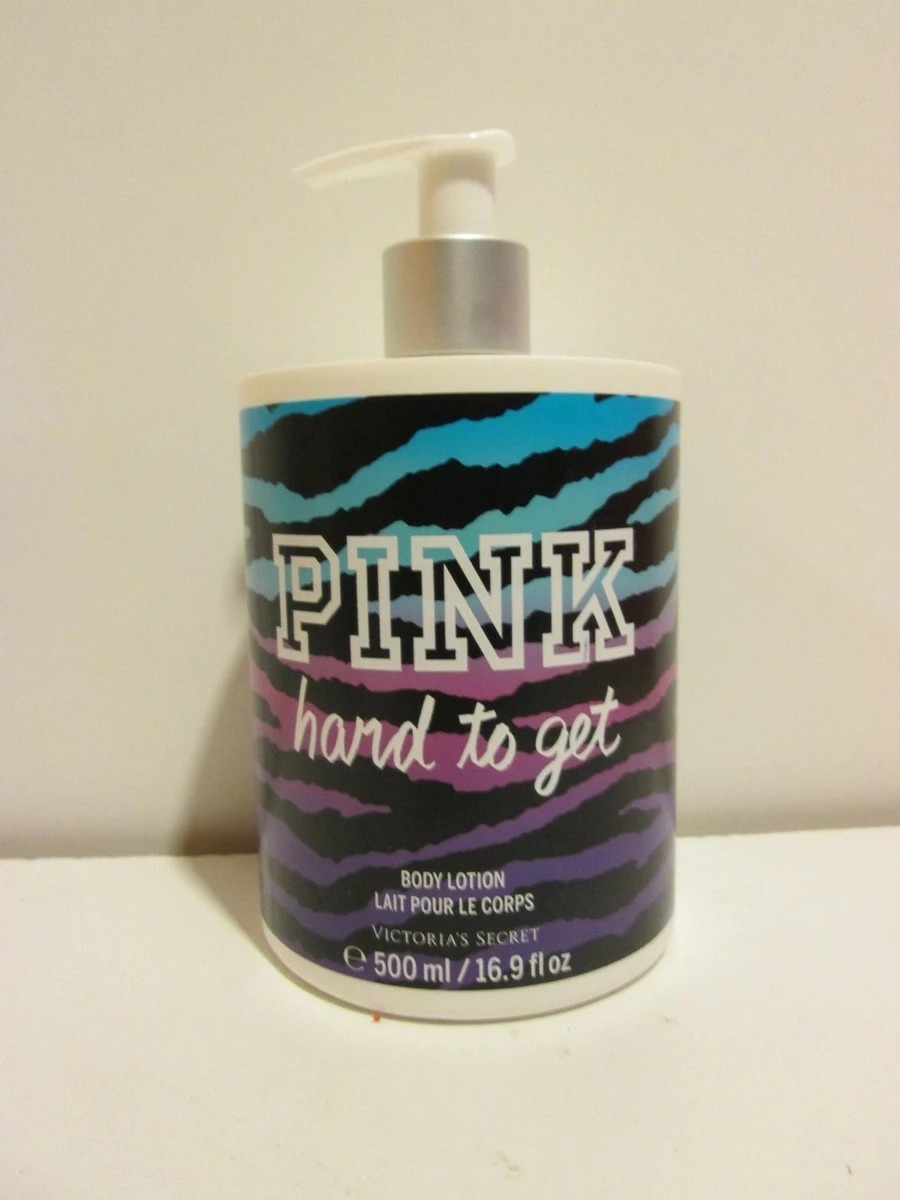 PINK
hard to get
BODY LOTION
LAIT POUR LE CORPS
VICTORIA'S SECRET
℮ 500 ml / 16.9 fl oz